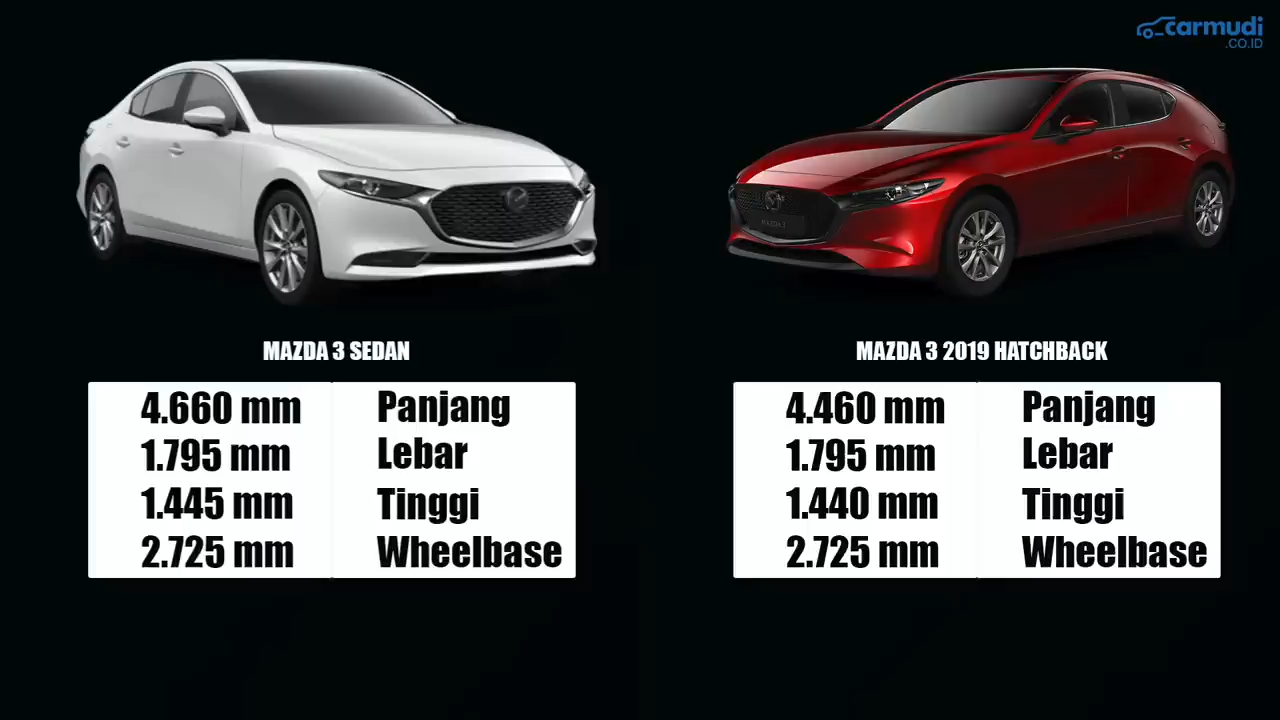 carmudi
.CO.ID
MAZDA 3 SEDAN
4.660 mm Panjang
1.795 mm Lebar
1.445 mm Tinggi
2.725 mm Wheelbase
MAZDA 3 2019 HATCHBACK
4.460 mm Panjang
1.795 mm Lebar
1.440 mm Tinggi
2.725 mm Wheelbase